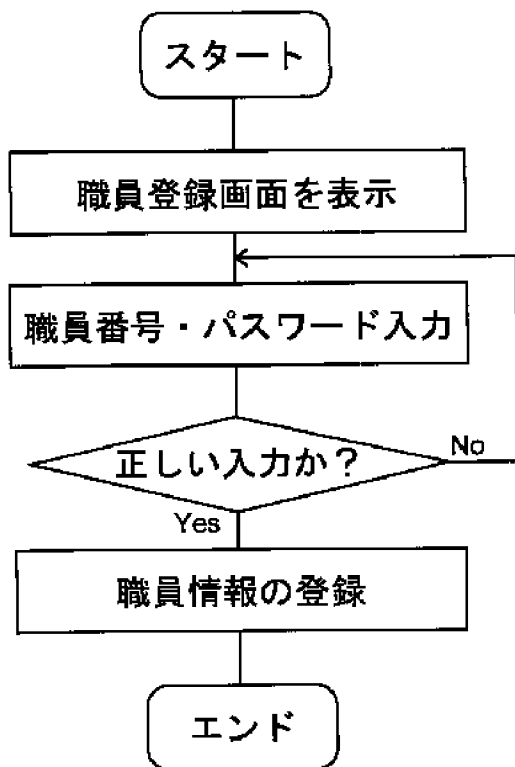 スタート
職員登録画面を表示
職員番号・パスワード入力
正しい入力か？
No
Yes
職員情報の登録
エンド